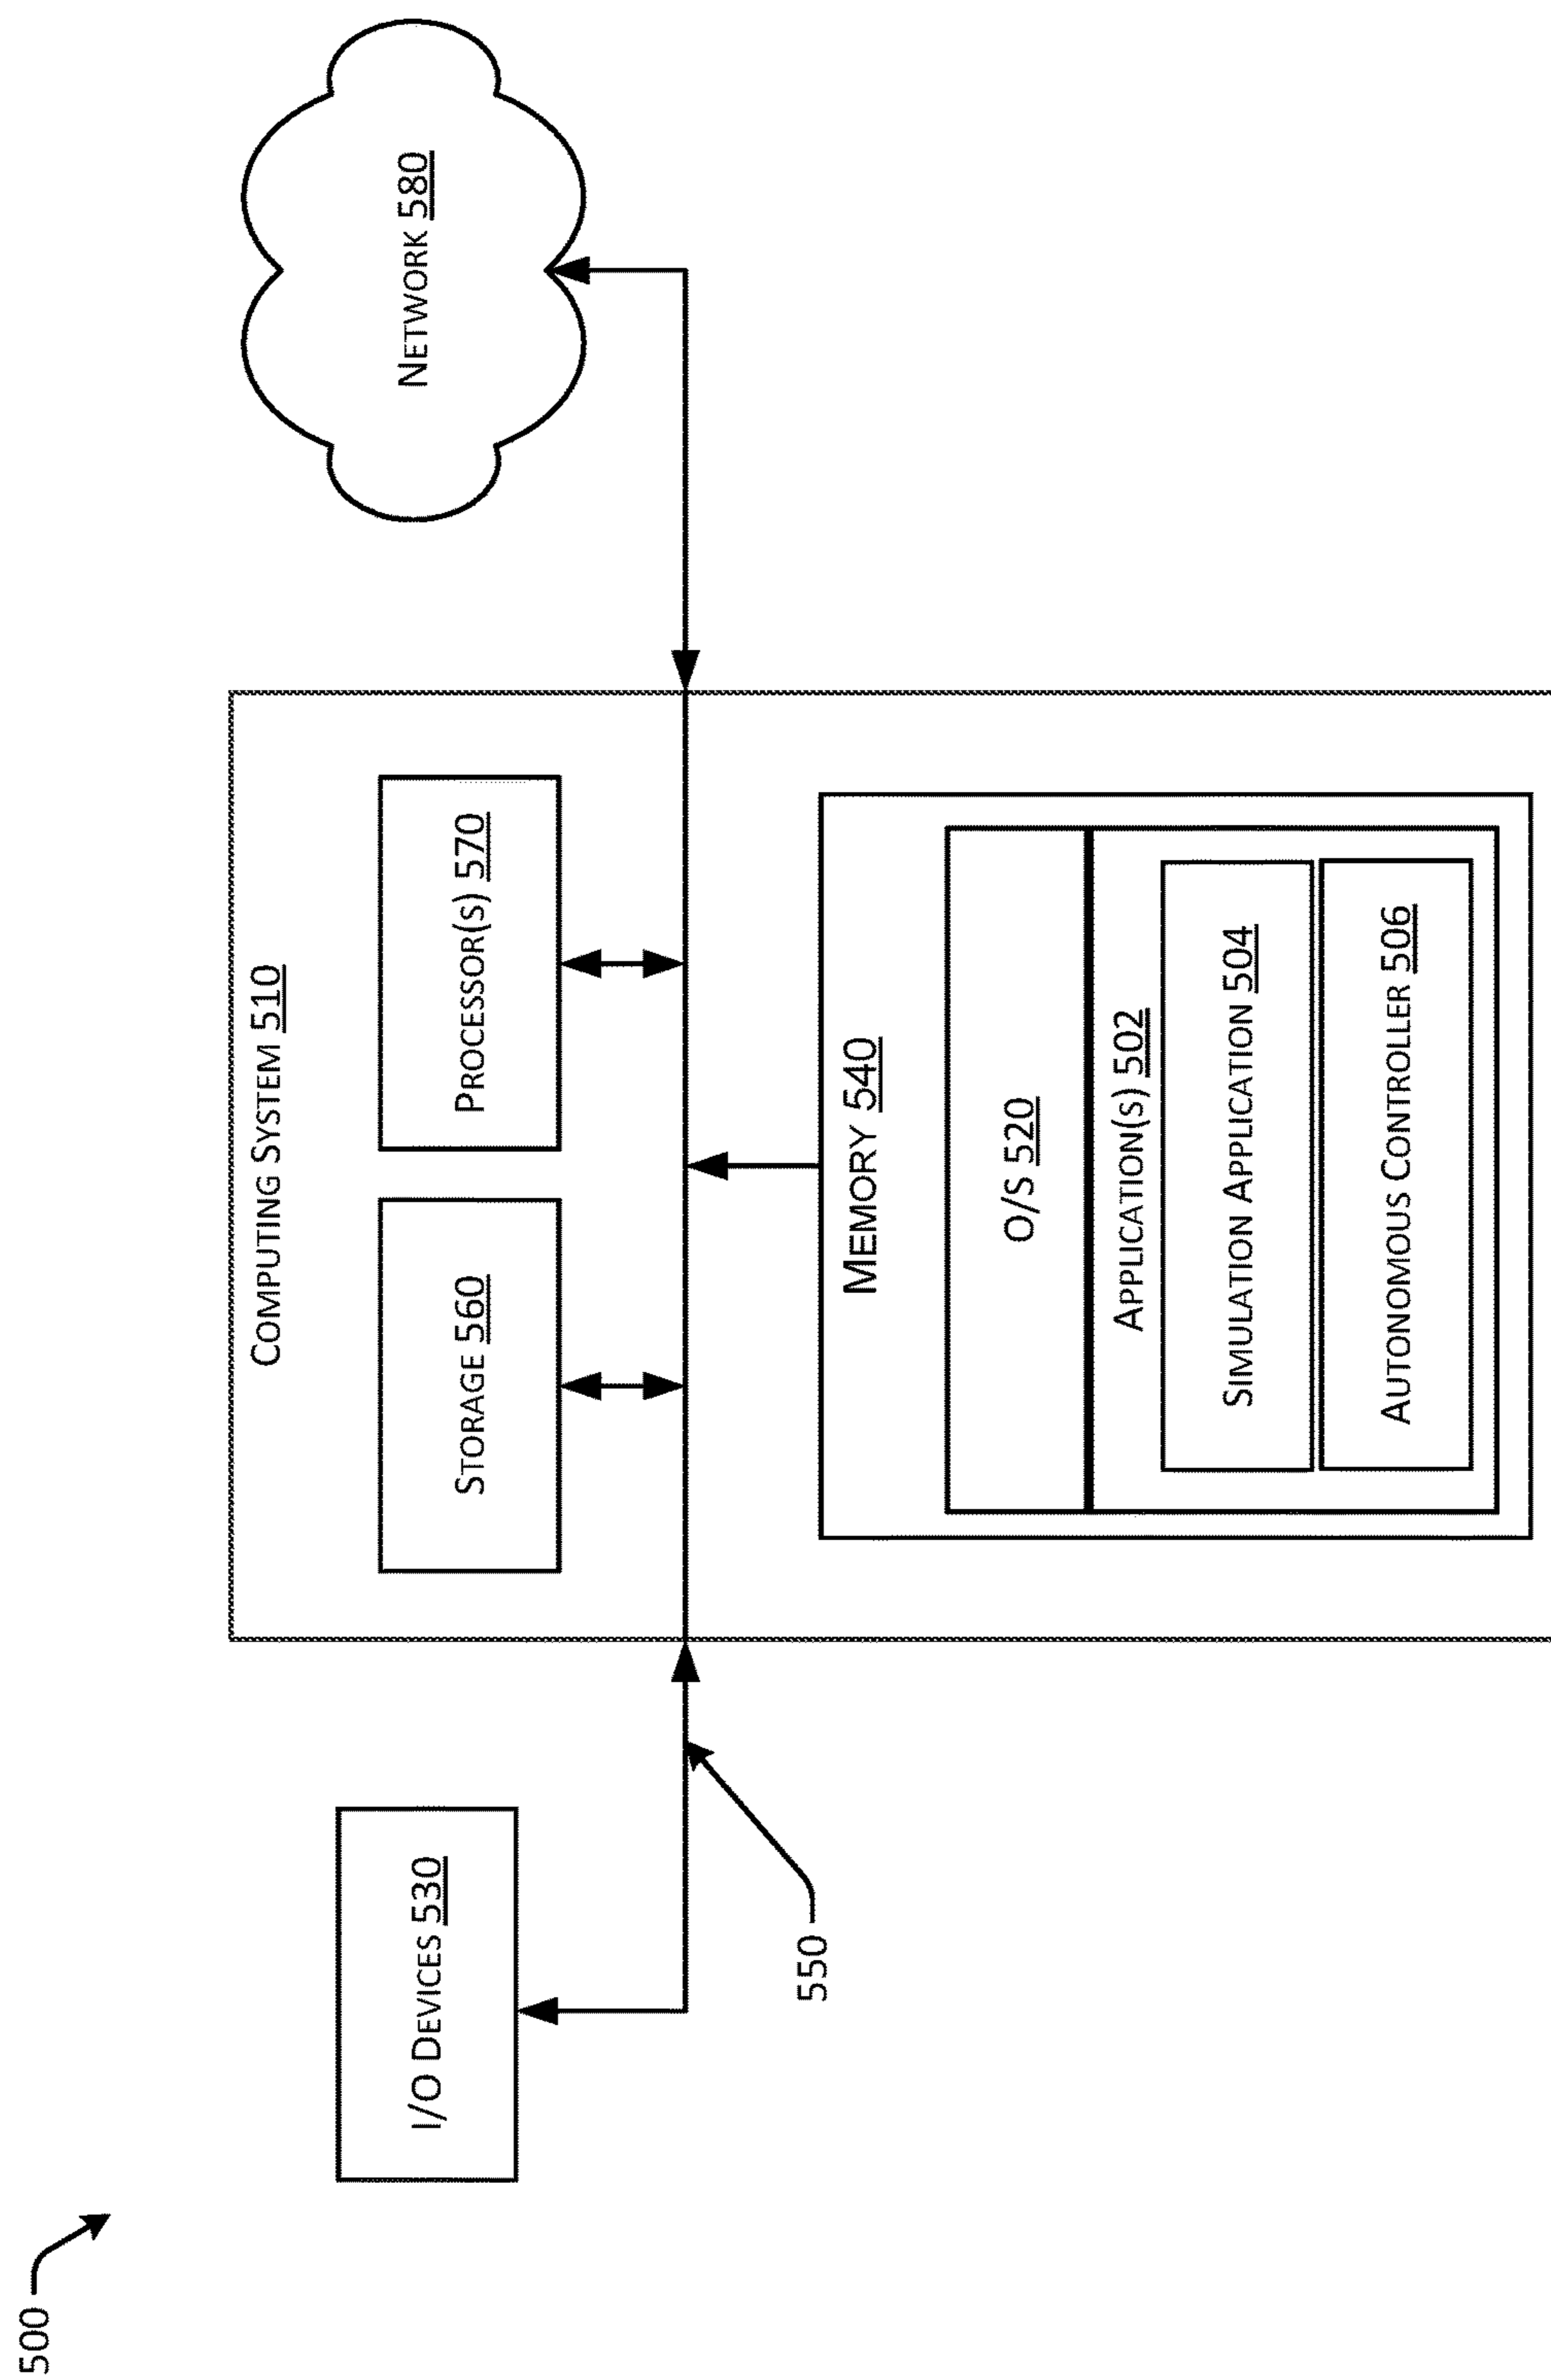 500
I/O DEVICES 530
550
COMPUTING SYSTEM 510
STORAGE 560
PROCESSOR(S) 570
MEMORY 540
O/S 520
APPLICATION(S) 502
SIMULATION APPLICATION 504
AUTONOMOUS CONTROLLER 506
NETWORK 580